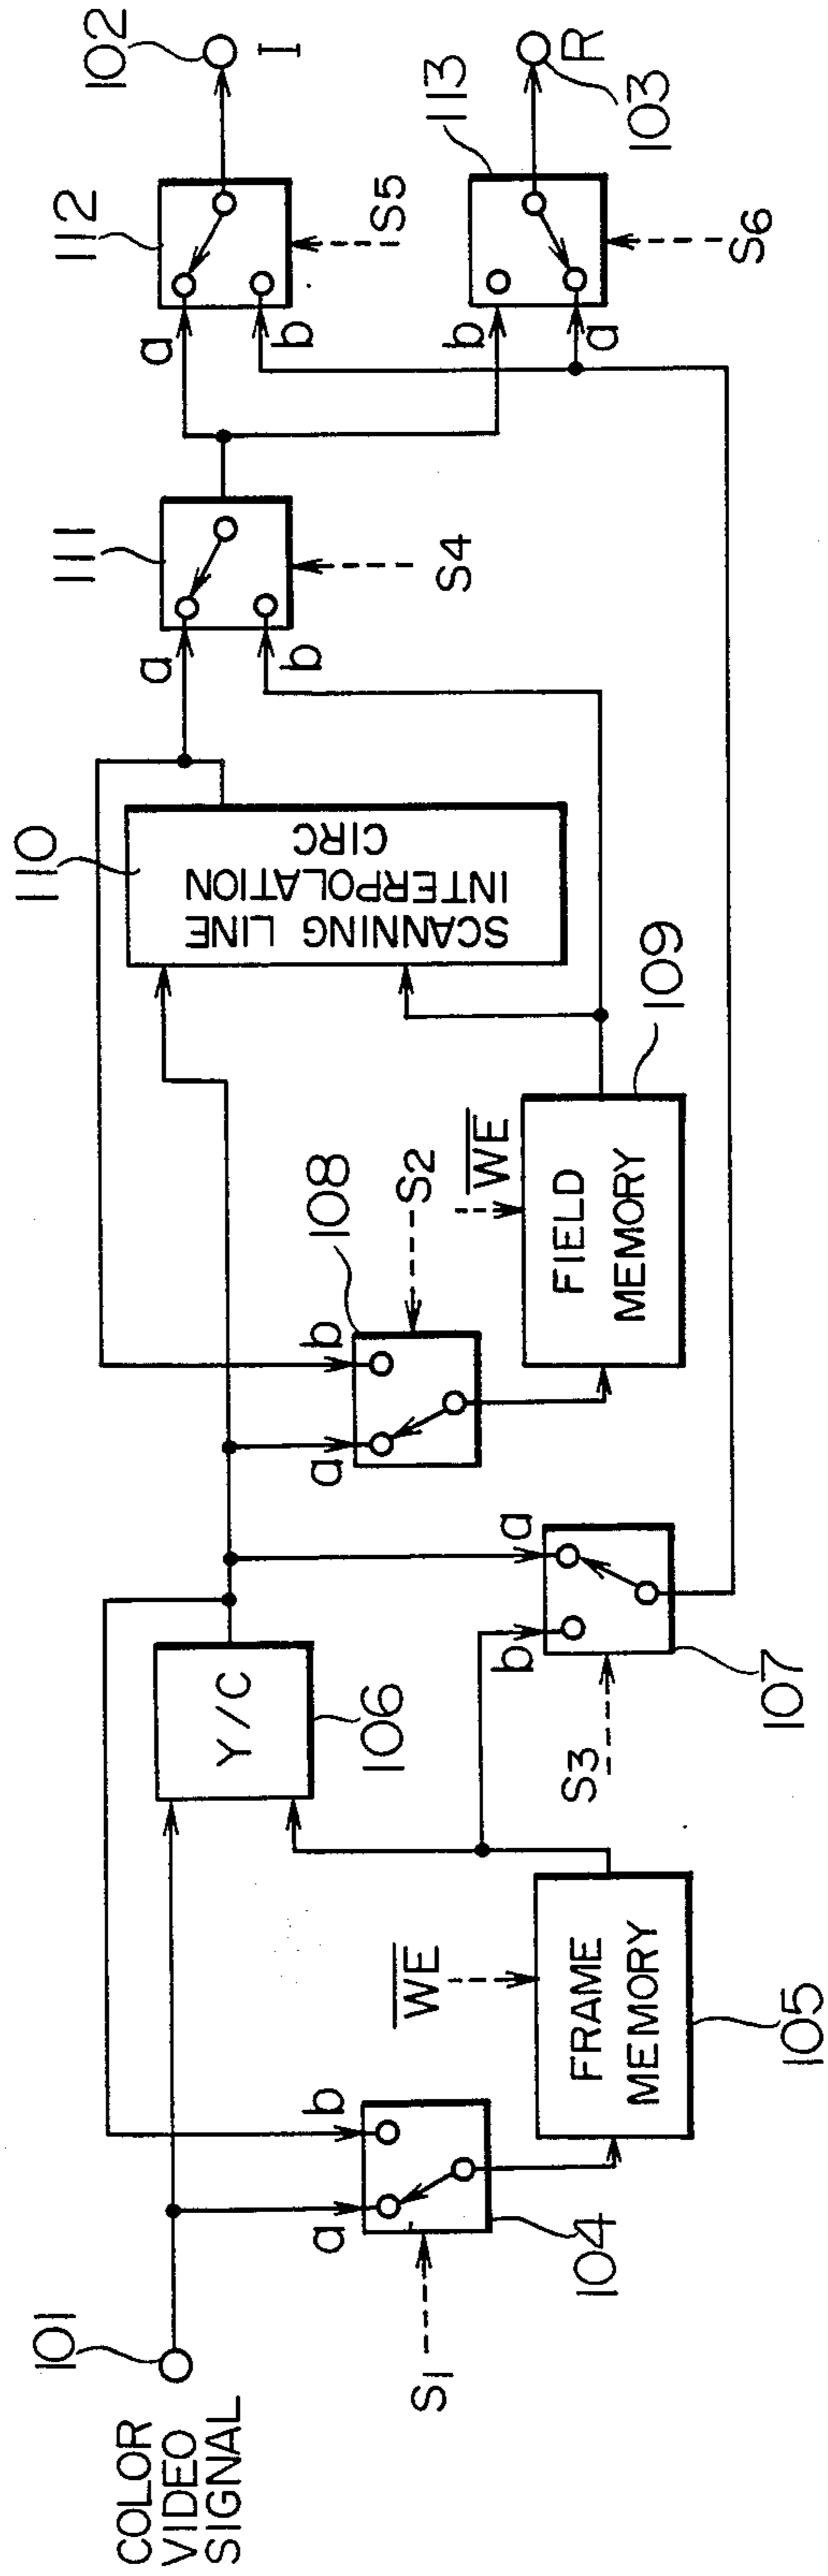 COLOR
VIDEO
SIGNAL
101
S1
a
b
104
WE
FRAME
MEMORY
105
Y/C
106
S3
b
a
107
a
b
108
S2
WE
FIELD
MEMORY
109
110
SCANNING LINE
INTERPOLATION
CIRC
a
b
111
S4
a
b
112
S5
102
I
b
a
113
S6
103
R